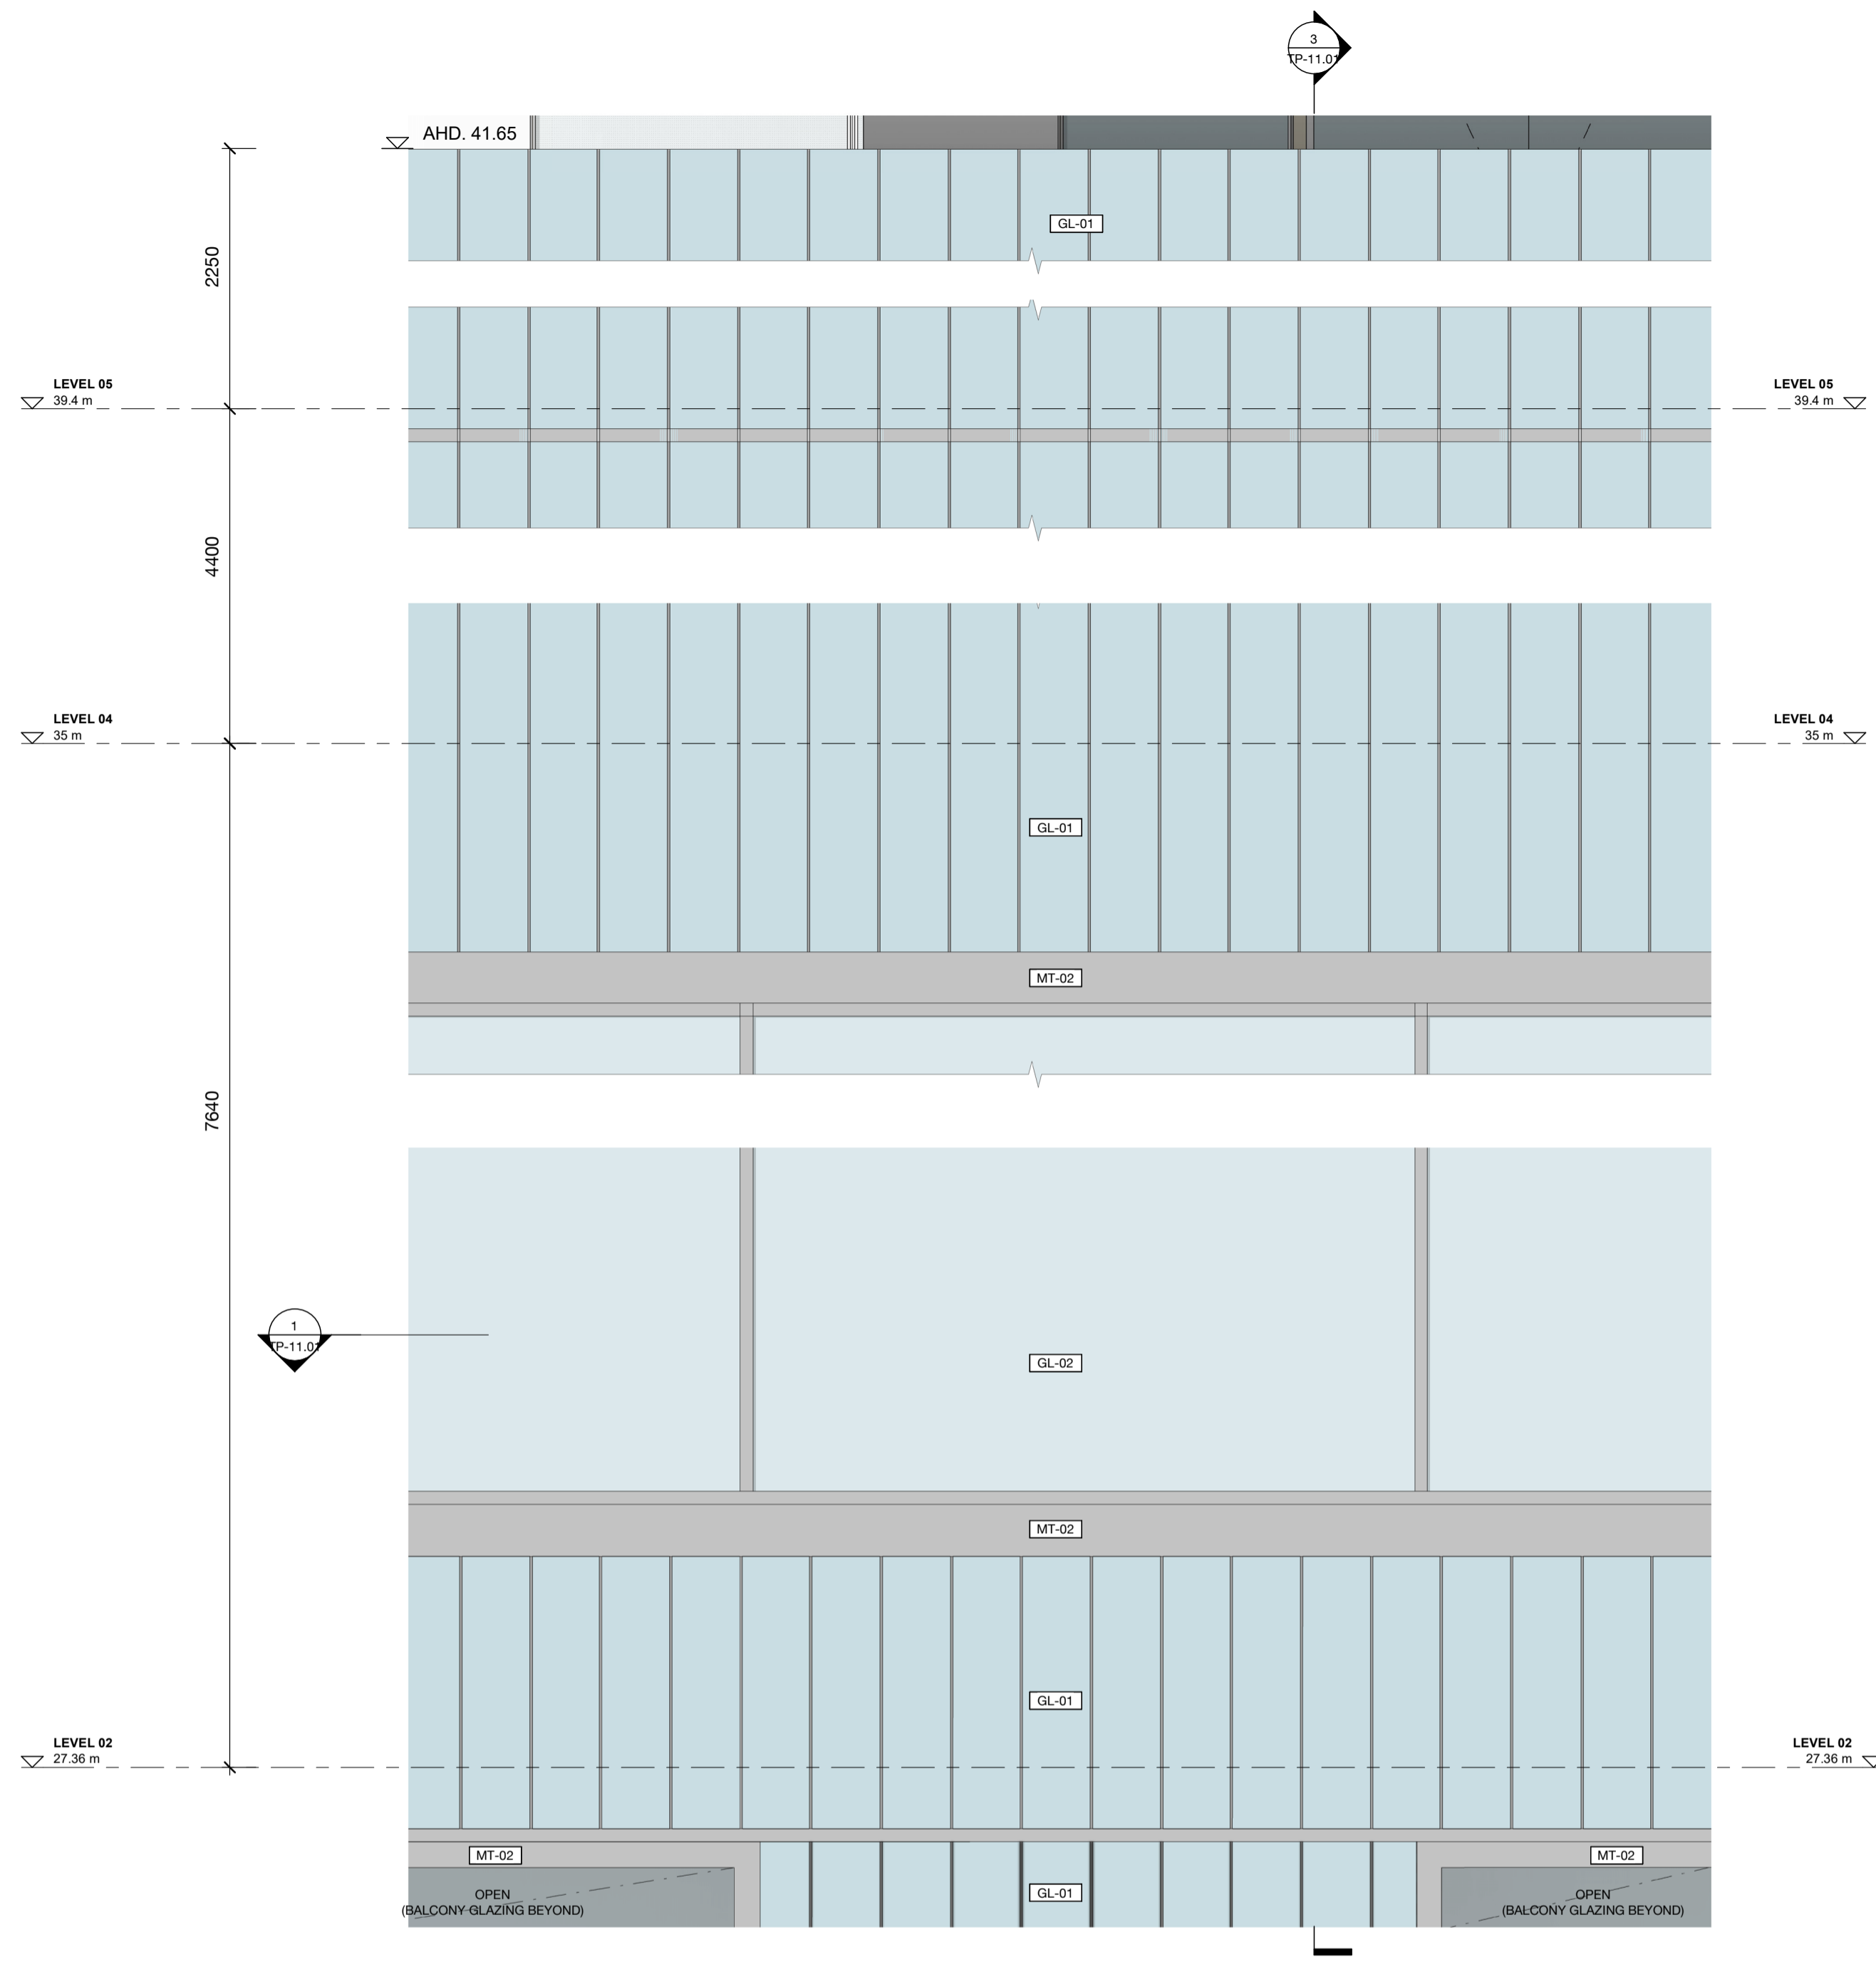 3
TP-11.01
AHD. 41.65
GL-01
2250
LEVEL 05
39.4 m
LEVEL 05
39.4 m
4400
LEVEL 04
35 m
LEVEL 04
35 m
GL-01
MT-02
7640
1
TP-11.01
GL-02
MT-02
GL-01
LEVEL 02
27.36 m
LEVEL 02
27.36 m
MT-02
MT-02
GL-01
OPEN
(BALCONY GLAZING BEYOND)
OPEN
(BALCONY GLAZING BEYOND)